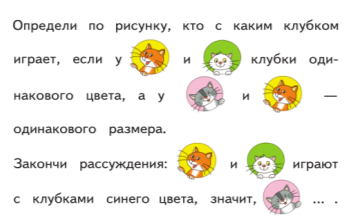 Определи по рисунку, кто с каким клубком
играет, если у и клубки оди-
накового цвета, а у и —
одинакового размера.
Закончи рассуждения: и играют
с клубками синего цвета, значит, ... .